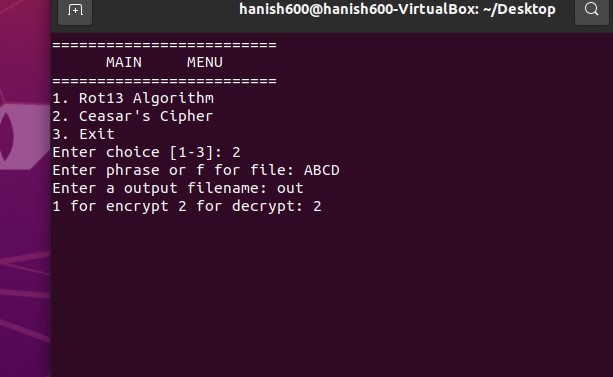 hanish600@hanish600-VirtualBox: ~/Desktop
=========================
MAIN MENU
=========================
1. Rot13 Algorithm
2. Ceasar's Cipher
3. Exit
Enter choice [1-3]: 2
Enter phrase or f for file: ABCD
Enter a output filename: out
1 for encrypt 2 for decrypt: 2